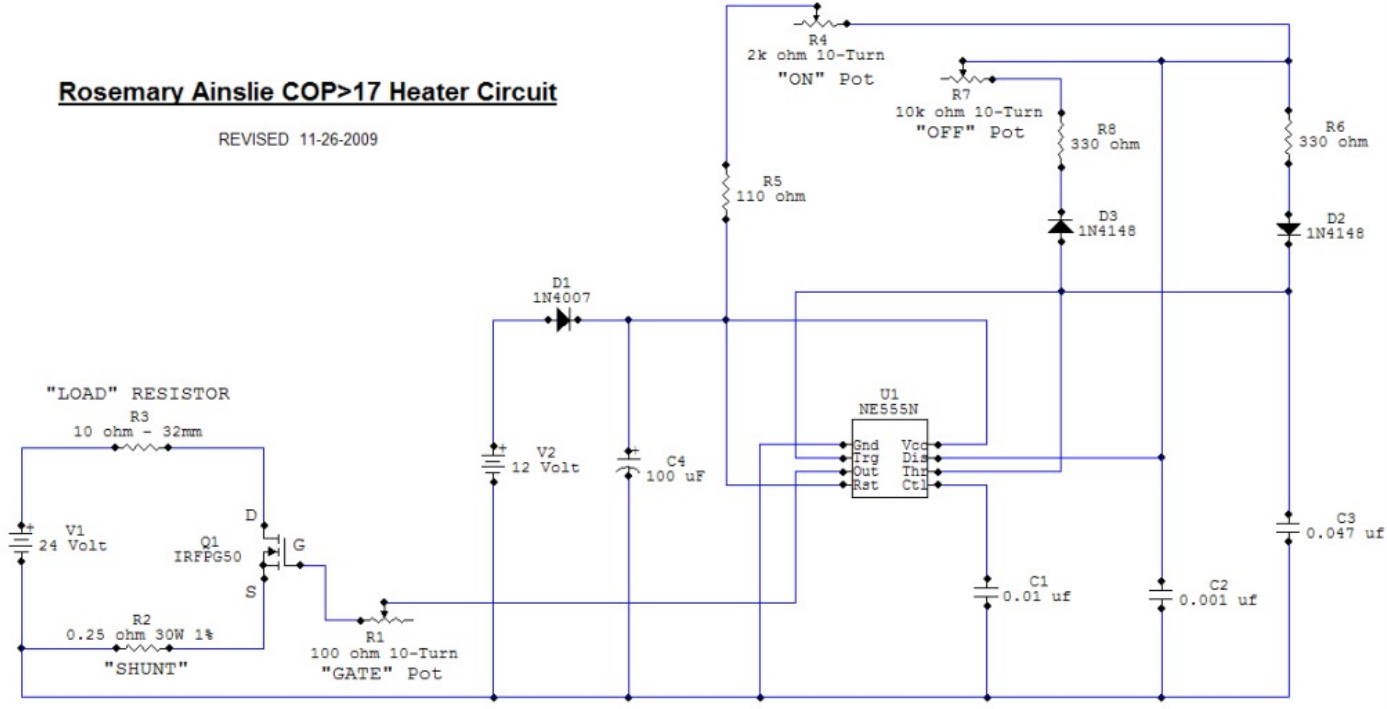 Rosemary Ainslie COP>17 Heater Circuit
REVISED 11-26-2009
R4
2k ohm 10-Turn
"ON" Pot
R7
10k ohm 10-Turn
"OFF" Pot
R8
330 ohm
R6
330 ohm
R5
110 ohm
D3
1N4148
D2
1N4148
D1
1N4007
"LOAD" RESISTOR
R3
10 ohm - 32mm
U1
NE555N
Gnd Vcc
Trg Dis
Out Thr
Rst Ctl
V2
12 Volt
C4
100 uF
V1
24 Volt
D
Q1
IRFPG50
G
S
C3
0.047 uf
C1
0.01 uf
C2
0.001 uf
R2
0.25 ohm 30W 1%
"SHUNT"
R1
100 ohm 10-Turn
"GATE" Pot